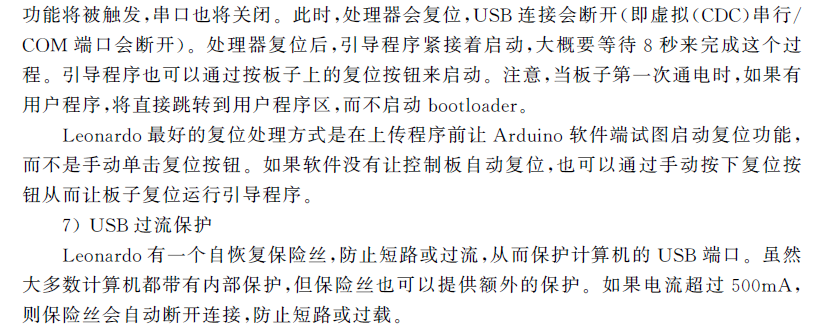 功能将被触发,串口也将关闭。此时,处理器会复位,USB 连接会断开(即虚拟(CDC)串行/
COM 端口会断开)。处理器复位后,引导程序紧接着启动,大概要等待 8 秒来完成这个过
程。引导程序也可以通过按板子上的复位按钮来启动。注意,当板子第一次通电时,如果有
用户程序,将直接跳转到用户程序区,而不启动 bootloader。
Leonardo 最好的复位处理方式是在上传程序前让 Arduino 软件端试图启动复位功能,
而不是手动单击复位按钮。如果软件没有让控制板自动复位,也可以通过手动按下复位按
钮从而让板子复位运行引导程序。
7) USB 过流保护
Leonardo 有一个自恢复保险丝,防止短路或过流,从而保护计算机的 USB 端口。虽然
大多数计算机都带有内部保护,但保险丝也可以提供额外的保护。如果电流超过 500mA,
则保险丝会自动断开连接,防止短路或过载。